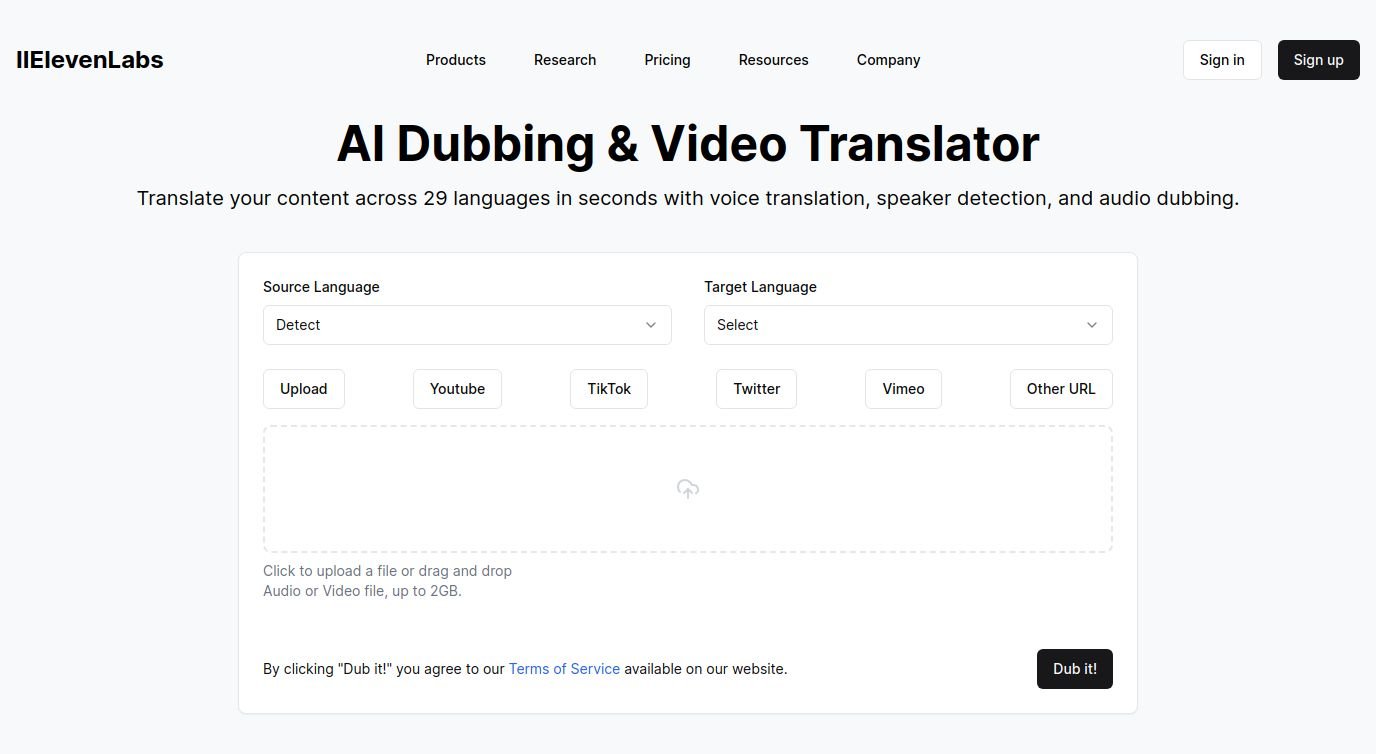 IIElevenLabs
Products Research Pricing Resources Company
Sign in Sign up
AI Dubbing & Video Translator
Translate your content across 29 languages in seconds with voice translation, speaker detection, and audio dubbing.
Source Language Target Language
Detect Select
Upload Youtube TikTok Twitter Vimeo Other URL
Click to upload a file or drag and drop
Audio or Video file, up to 2GB.
By clicking "Dub it!" you agree to our Terms of Service available on our website. Dub it!